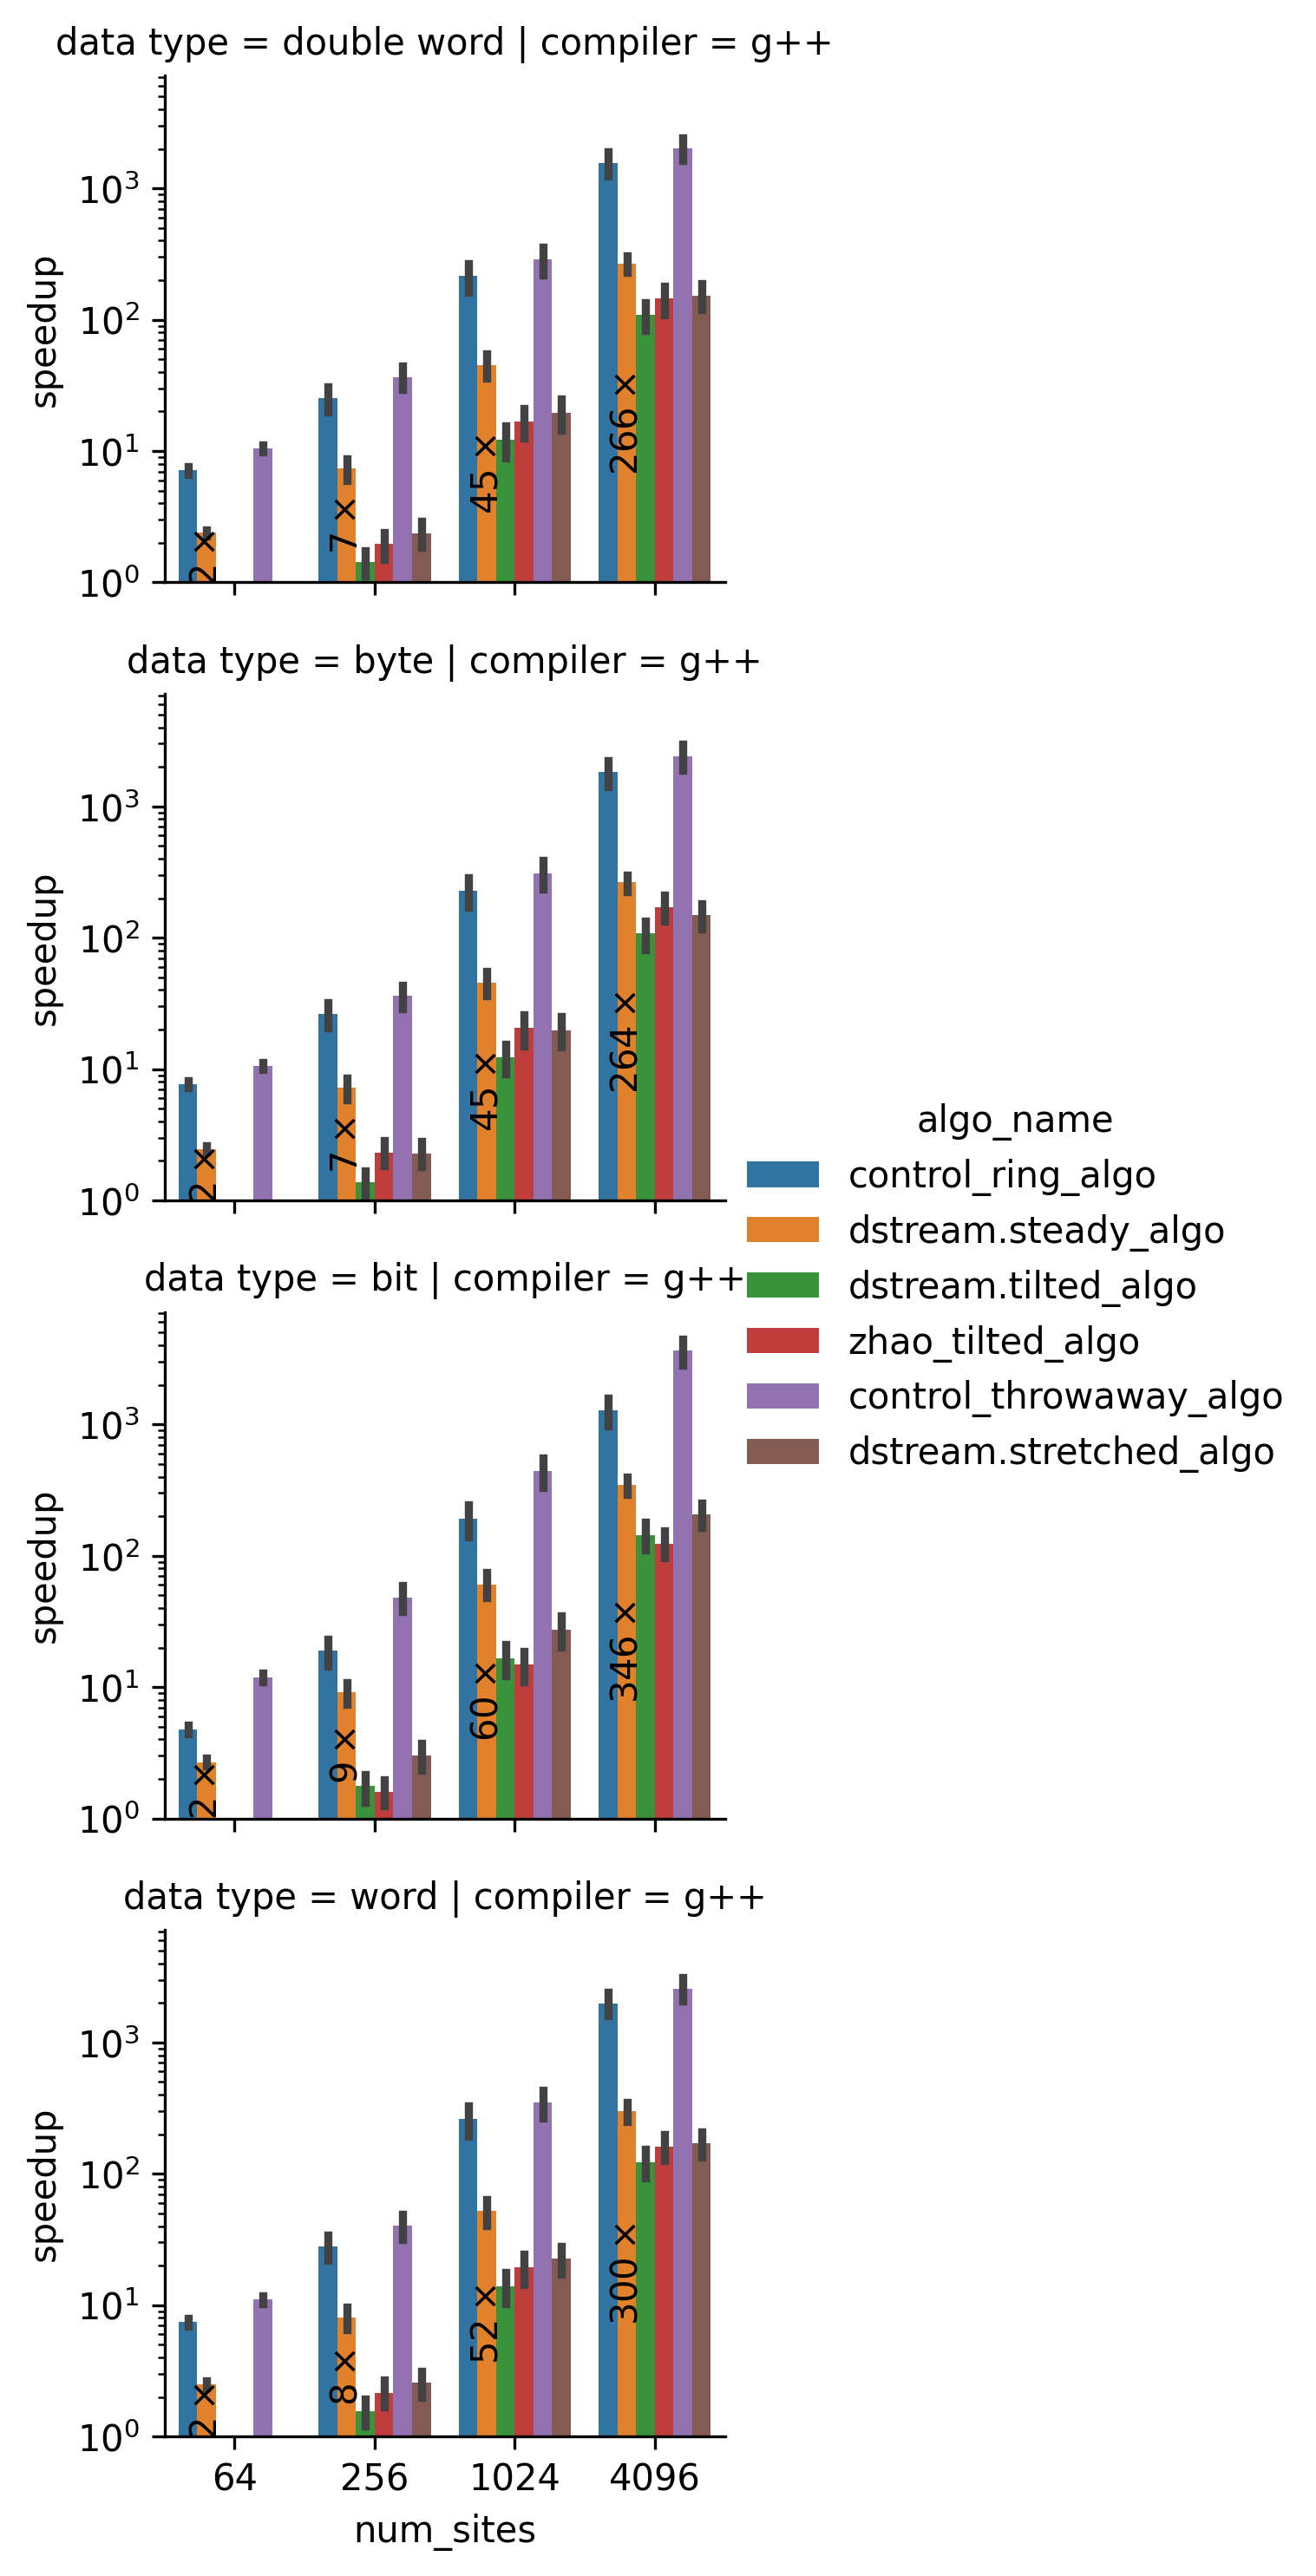 data type = double word | compiler = g++
speedup
10³
10²
10¹
10⁰
2 ×
7 ×
45 ×
266 ×
data type = byte | compiler = g++
speedup
10³
10²
10¹
10⁰
2 ×
7 ×
45 ×
264 ×
algo_name
control_ring_algo
dstream.steady_algo
dstream.tilted_algo
zhao_tilted_algo
control_throwaway_algo
dstream.stretched_algo
data type = bit | compiler = g++
speedup
10³
10²
10¹
10⁰
2 ×
9 ×
60 ×
346 ×
data type = word | compiler = g++
speedup
10³
10²
10¹
10⁰
2 ×
8 ×
52 ×
300 ×
64 256 1024 4096
num_sites